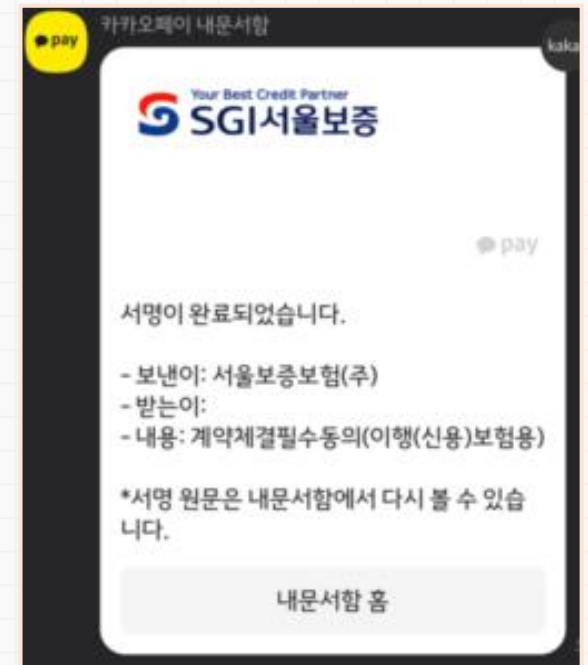 pay
카카오페이 내문서함
kaka
Your Best Credit Partner
SGI서울보증
pay
서명이 완료되었습니다.
- 보낸이: 서울보증보험(주)
- 받는이:
- 내용: 계약체결필수동의(이행(신용)보험용)
*서명 원문은 내문서함에서 다시 볼 수 있습
니다.
내문서함 홈